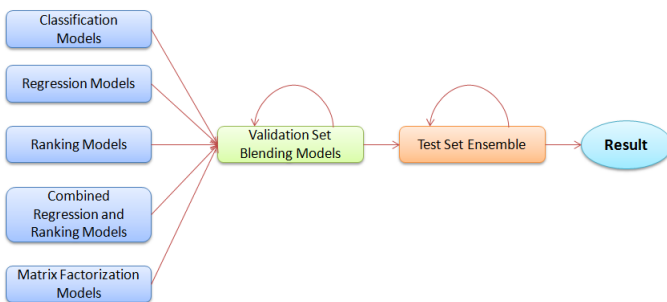 Classification
Models
Regression Models
Ranking Models
Combined
Regression and
Ranking Models
Matrix Factorization
Models
Validation Set
Blending Models
Test Set Ensemble
Result